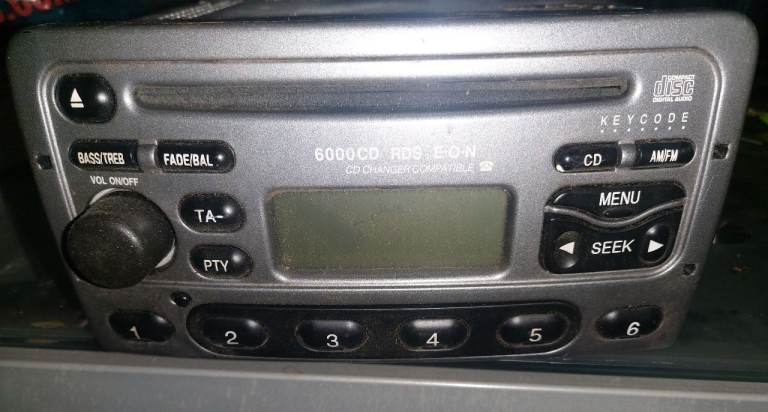 COMPACT
disc
DIGITAL AUDIO
KEYCODE
BASS/TREB
FADE/BAL
6000CD RDS E·O·N
CD CHANGER COMPATIBLE
CD
AM/FM
VOL ON/OFF
TA-
PTY
MENU
SEEK
1
2
3
4
5
6